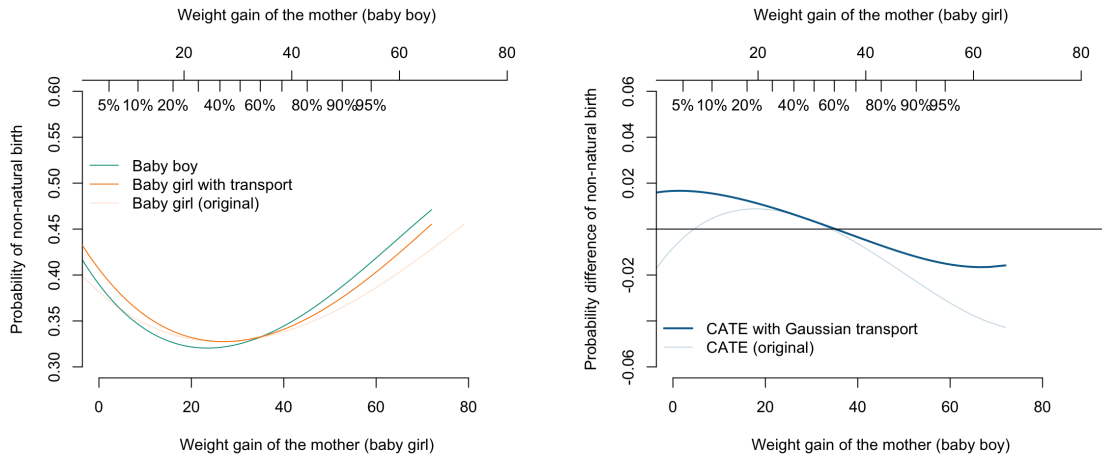 Weight gain of the mother (baby boy)
20 40 60 80
5% 10% 20% 40% 60% 80% 90% 95%
Probability of non-natural birth
0.60
0.55
0.50
0.45
0.40
0.35
0.30
Baby boy
Baby girl with transport
Baby girl (original)
0 20 40 60 80
Weight gain of the mother (baby girl)
Weight gain of the mother (baby girl)
20 40 60 80
5% 10% 20% 40% 60% 80% 90% 95%
Probability difference of non-natural birth
0.06
0.04
0.02
-0.02
-0.06
CATE with Gaussian transport
CATE (original)
0 20 40 60 80
Weight gain of the mother (baby boy)